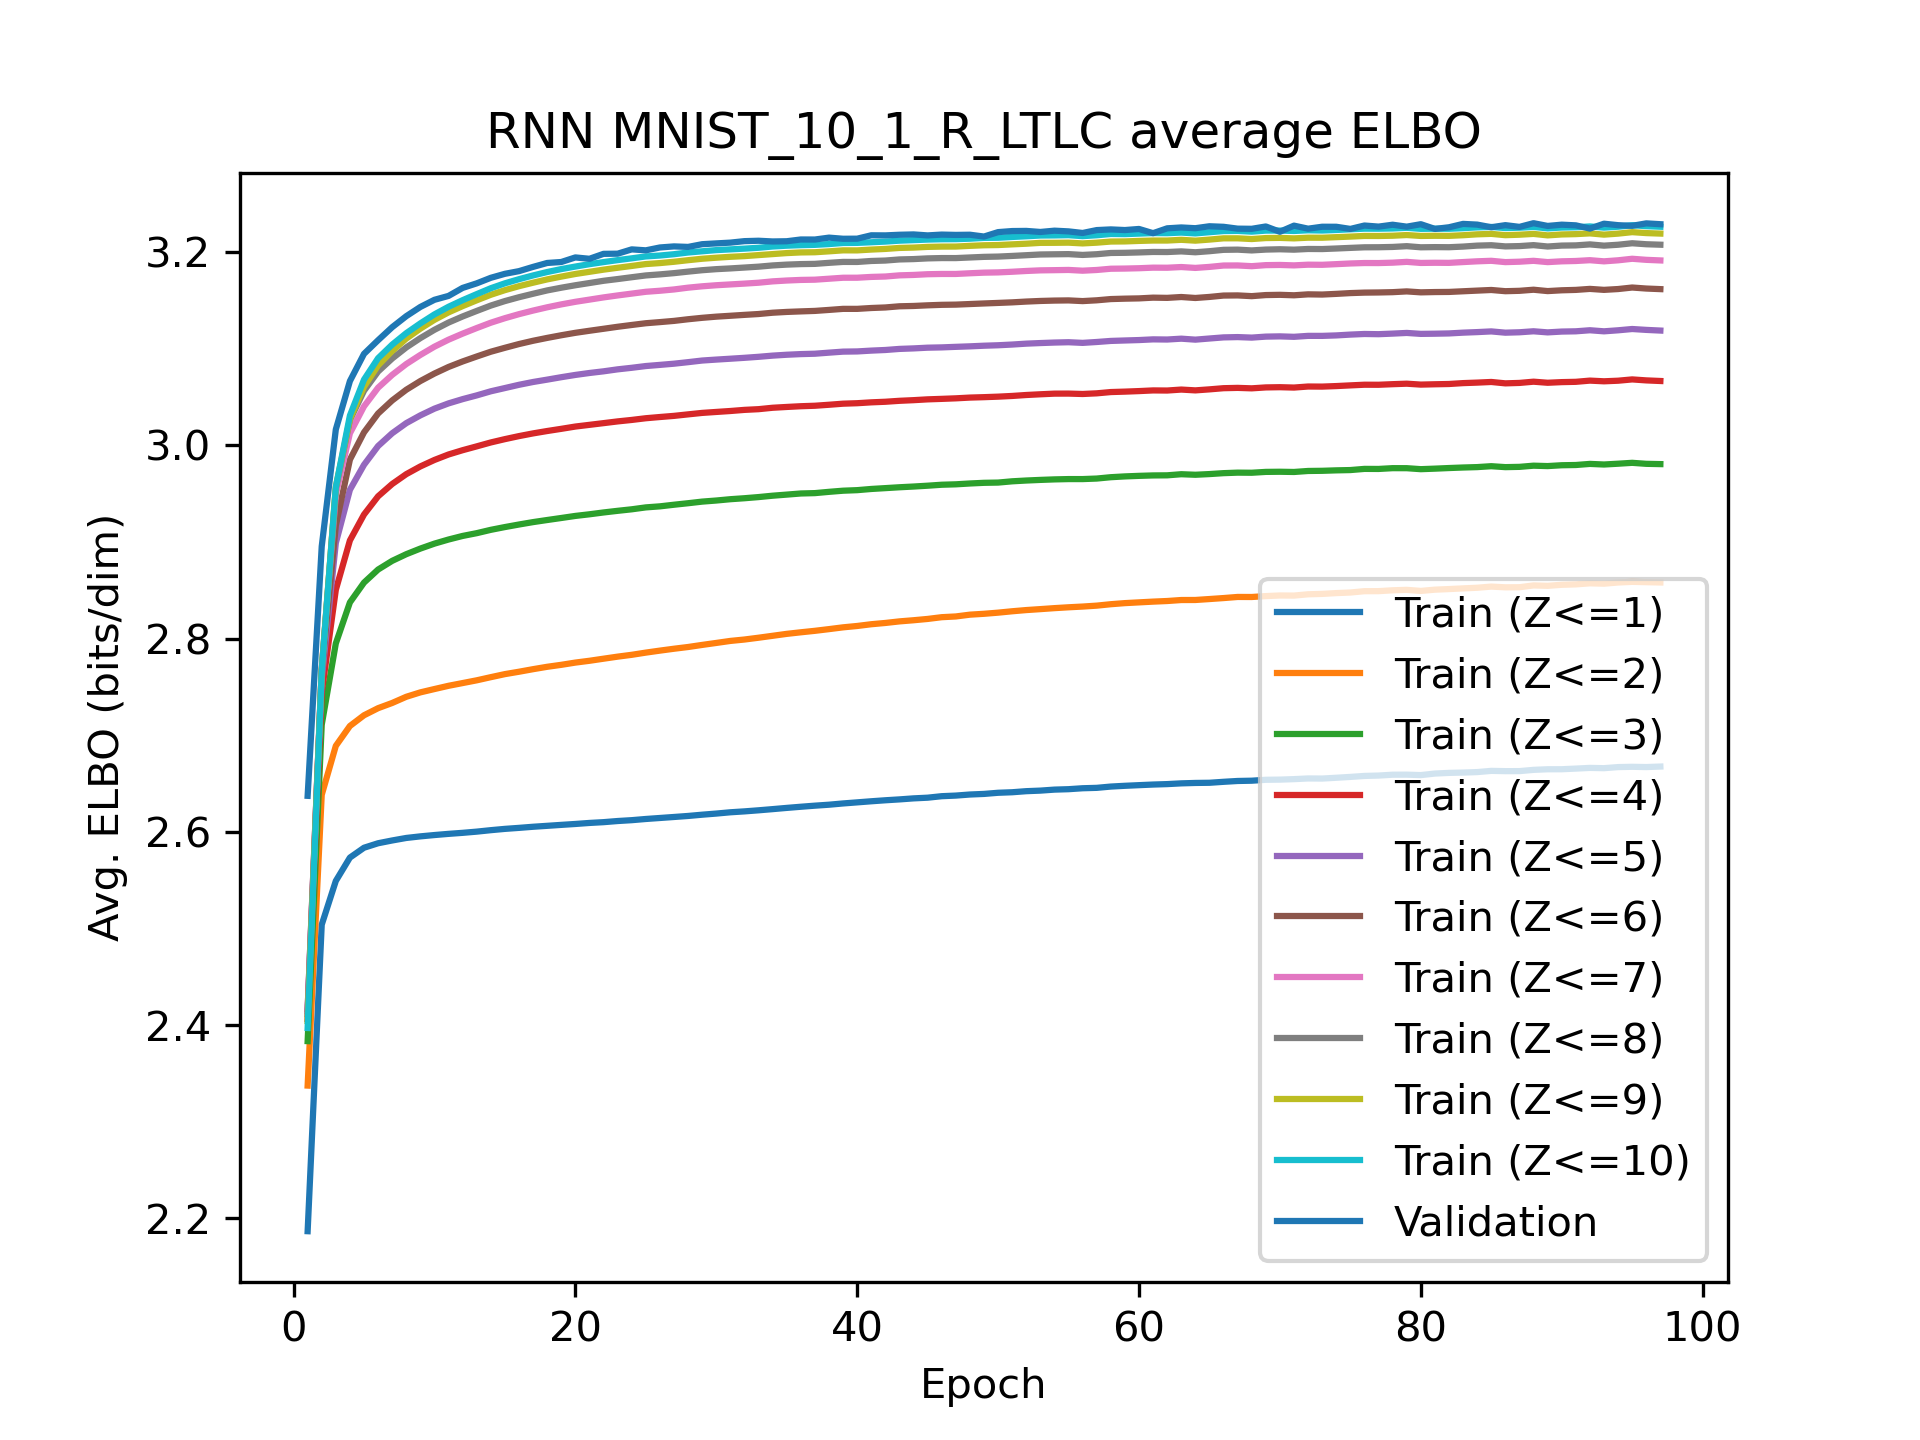 RNN MNIST_10_1_R_LTLC average ELBO
Avg. ELBO (bits/dim)
3.2
3.0
2.8
2.6
2.4
2.2
Train (Z<=1)
Train (Z<=2)
Train (Z<=3)
Train (Z<=4)
Train (Z<=5)
Train (Z<=6)
Train (Z<=7)
Train (Z<=8)
Train (Z<=9)
Train (Z<=10)
Validation
0 20 40 60 80 100
Epoch